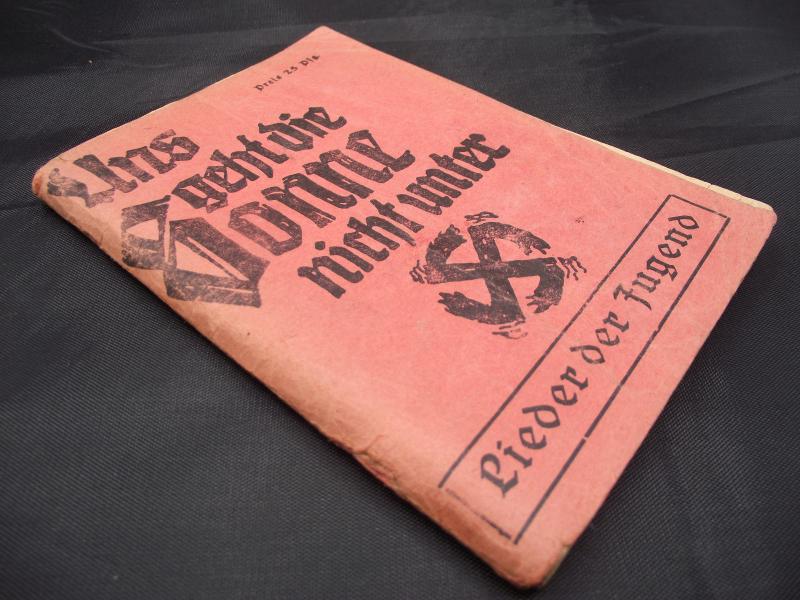 Preis 25 Pfg.
Uns
geht die
Sonne
nicht unter
Lieder der Jugend